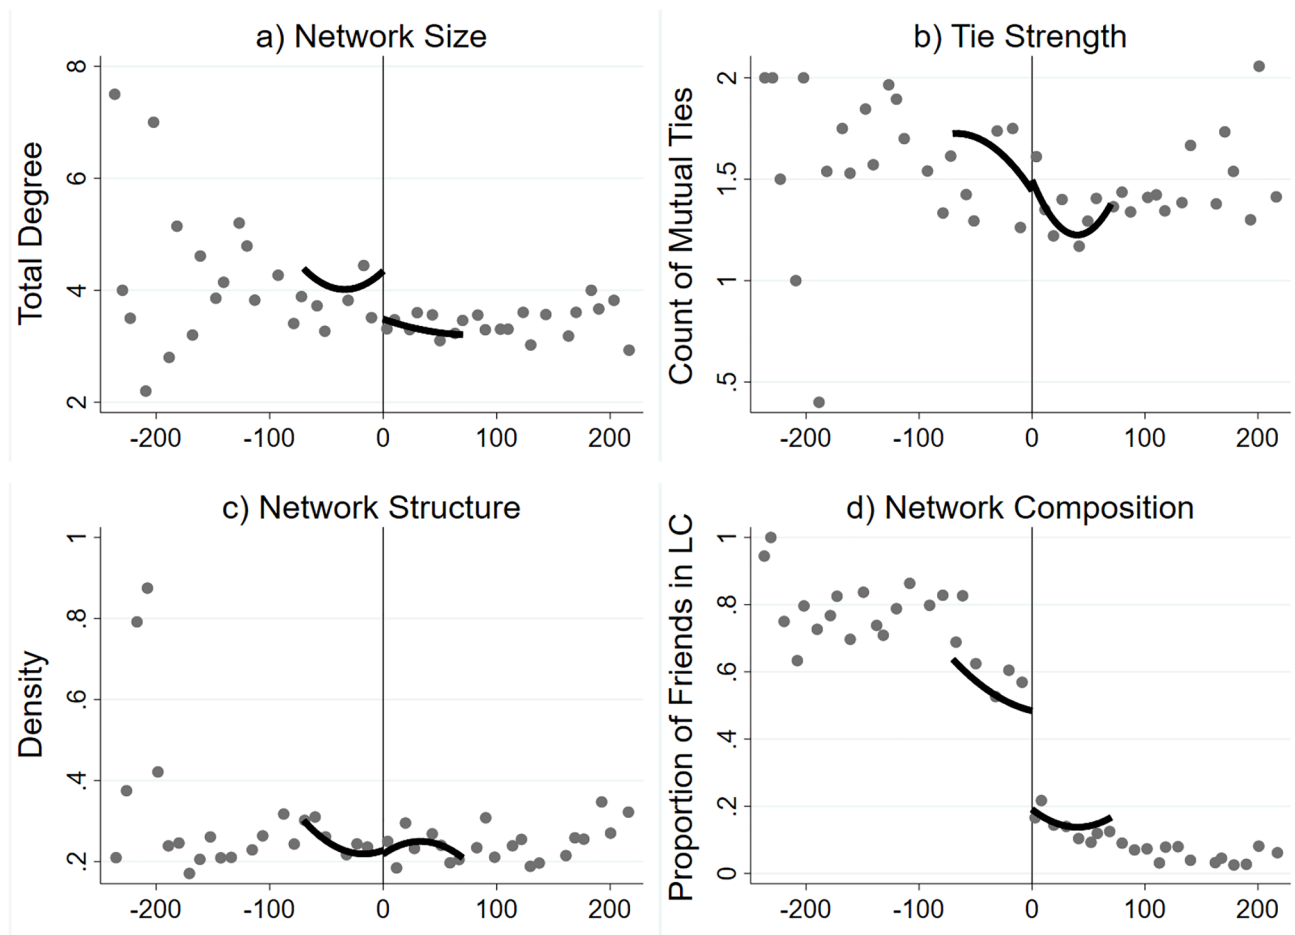 a) Network Size
Total Degree
8
6
4
2
-200 -100 0 100 200
b) Tie Strength
Count of Mutual Ties
2
1.5
1
.5
-200 -100 0 100 200
c) Network Structure
Density
1
.8
.6
.4
.2
-200 -100 0 100 200
d) Network Composition
Proportion of Friends in LC
1
.8
.6
.4
.2
0
-200 -100 0 100 200